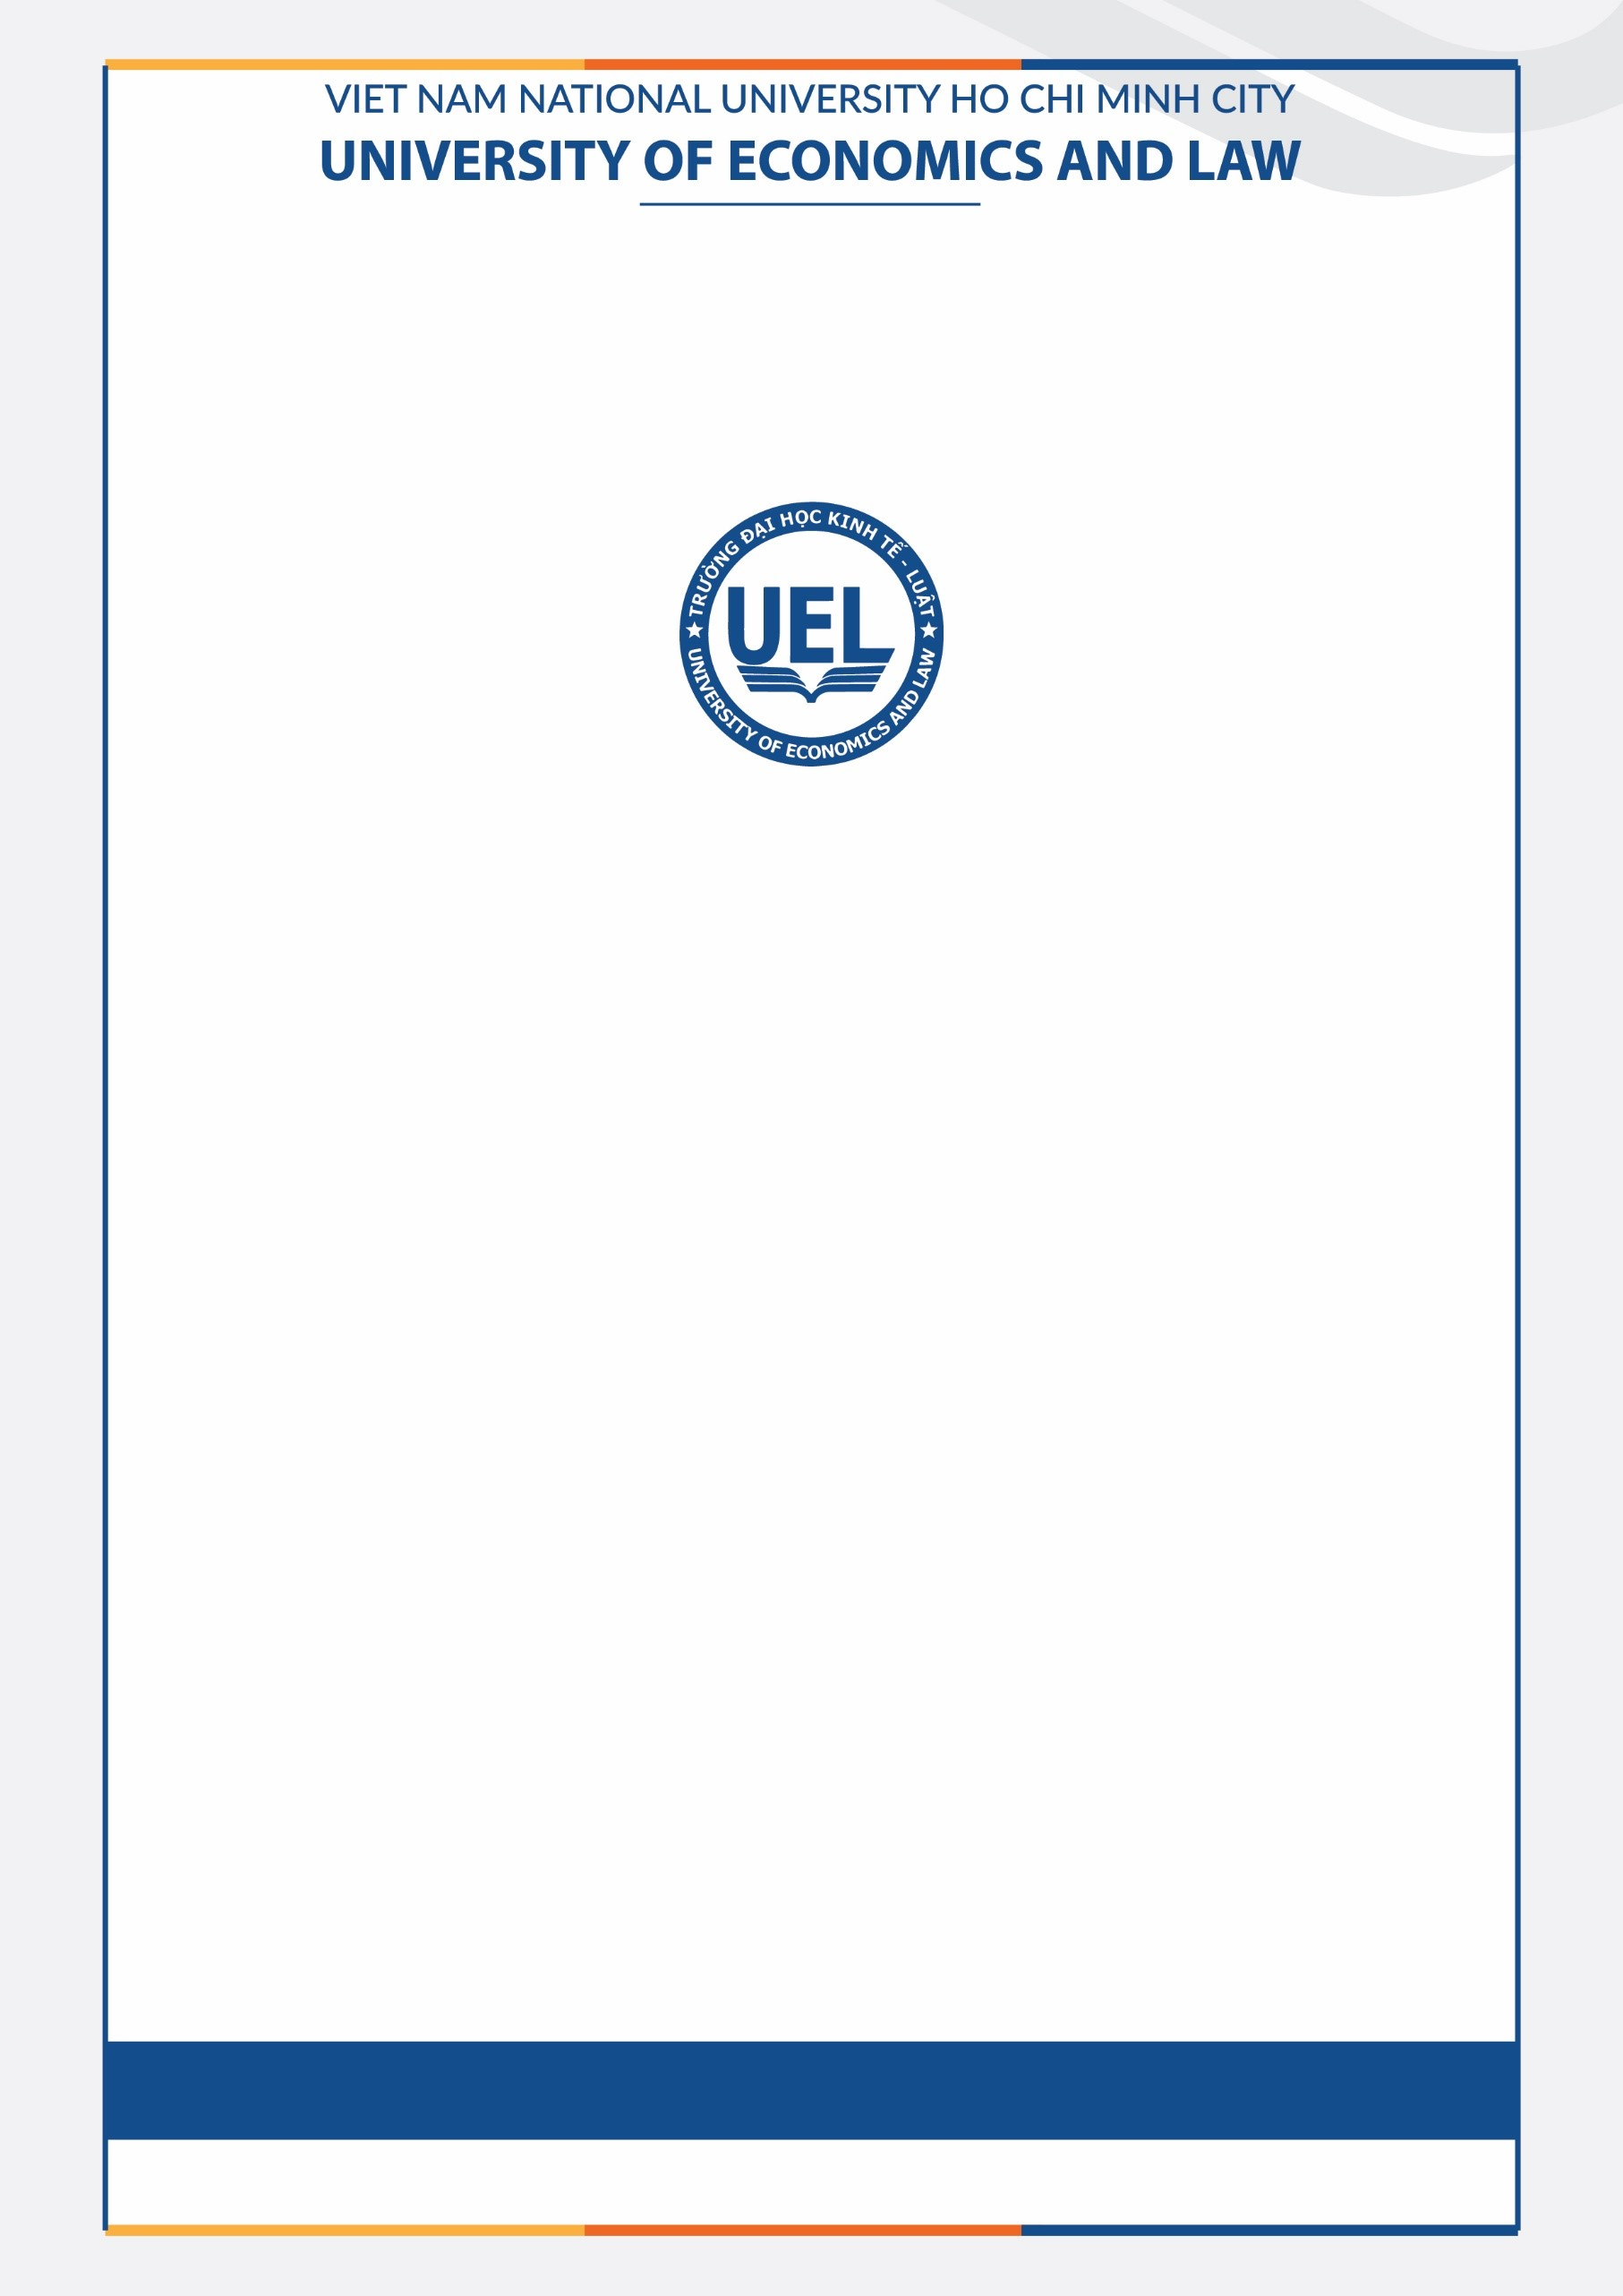 VIET NAM NATIONAL UNIVERSITY HO CHI MINH CITY
UNIVERSITY OF ECONOMICS AND LAW
TRƯỜNG ĐẠI HỌC KINH TẾ - LUẬT
UEL
UNIVERSITY OF ECONOMICS AND LAW